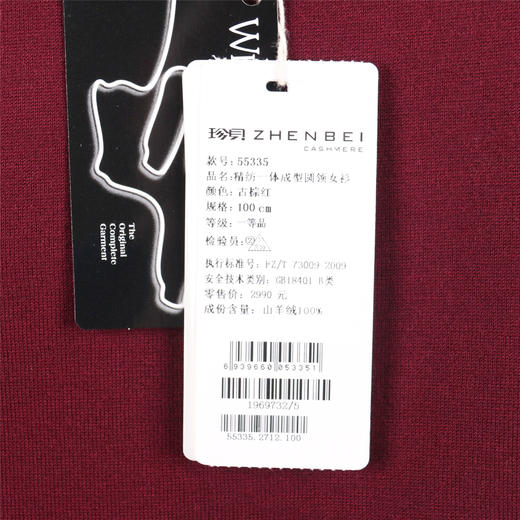 W
The
Original
Complete
Garment
珍貝 ZHENBEI
CASHMERE
款号: 55335
品名: 精纺一体成型圆领女衫
颜色: 古棕红
规格: 100cm
等级: 一等品
检验员:
执行标准号: FZ/T 73009-2009
安全技术类别: GB18401 B类
零售价: 2990 元
成份含量: 山羊绒100%
6 939660 053351
1969732/5
55335.2712.100